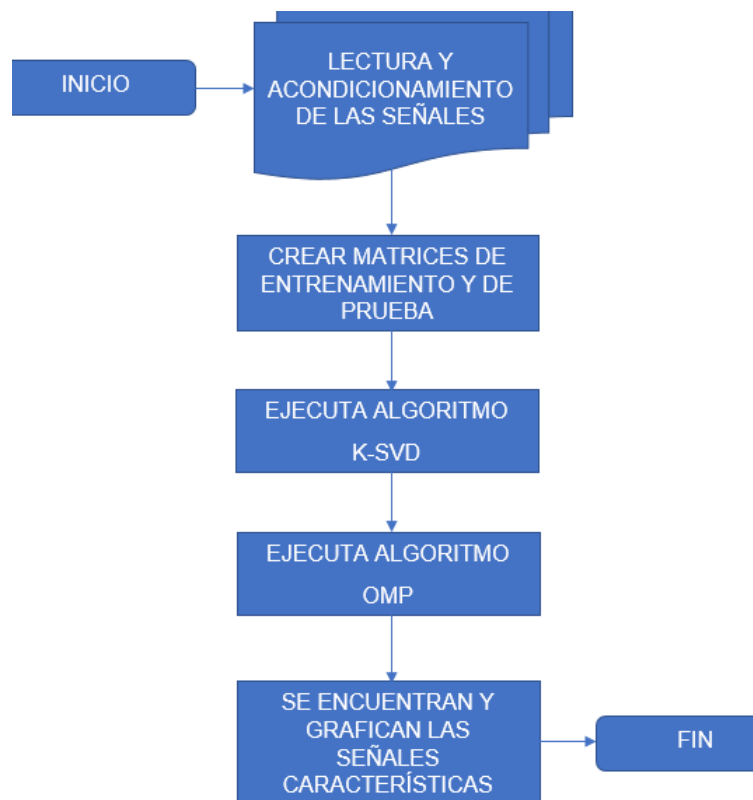 INICIO
LECTURA Y
ACONDICIONAMIENTO
DE LAS SEÑALES
CREAR MATRICES DE
ENTRENAMIENTO Y DE
PRUEBA
EJECUTA ALGORITMO
K-SVD
EJECUTA ALGORITMO
OMP
SE ENCUENTRAN Y
GRAFICAN LAS
SEÑALES
CARACTERÍSTICAS
FIN